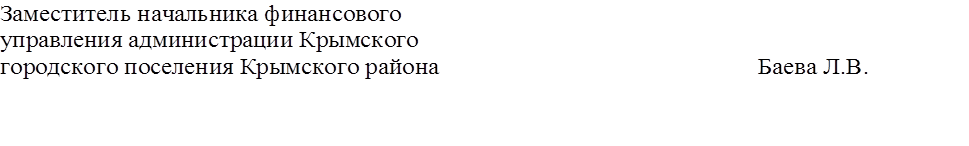 Заместитель начальника финансового
управления администрации Крымского
городского поселения Крымского района Баева Л.В.